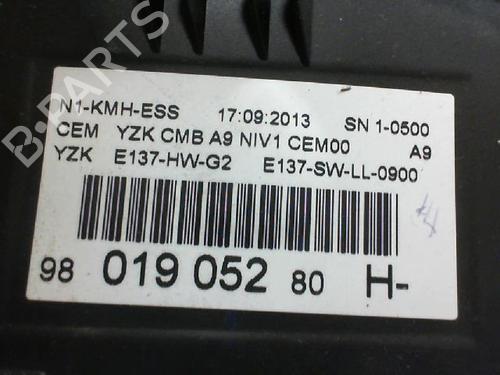 N1-KMH-ESS 17:09:2013 SN 1-0500
CEM YZK CMB A9 NIV1 CEM00 A9
YZK E137-HW-G2 E137-SW-LL-0900
98 019 052 80 H-
B-PARTS